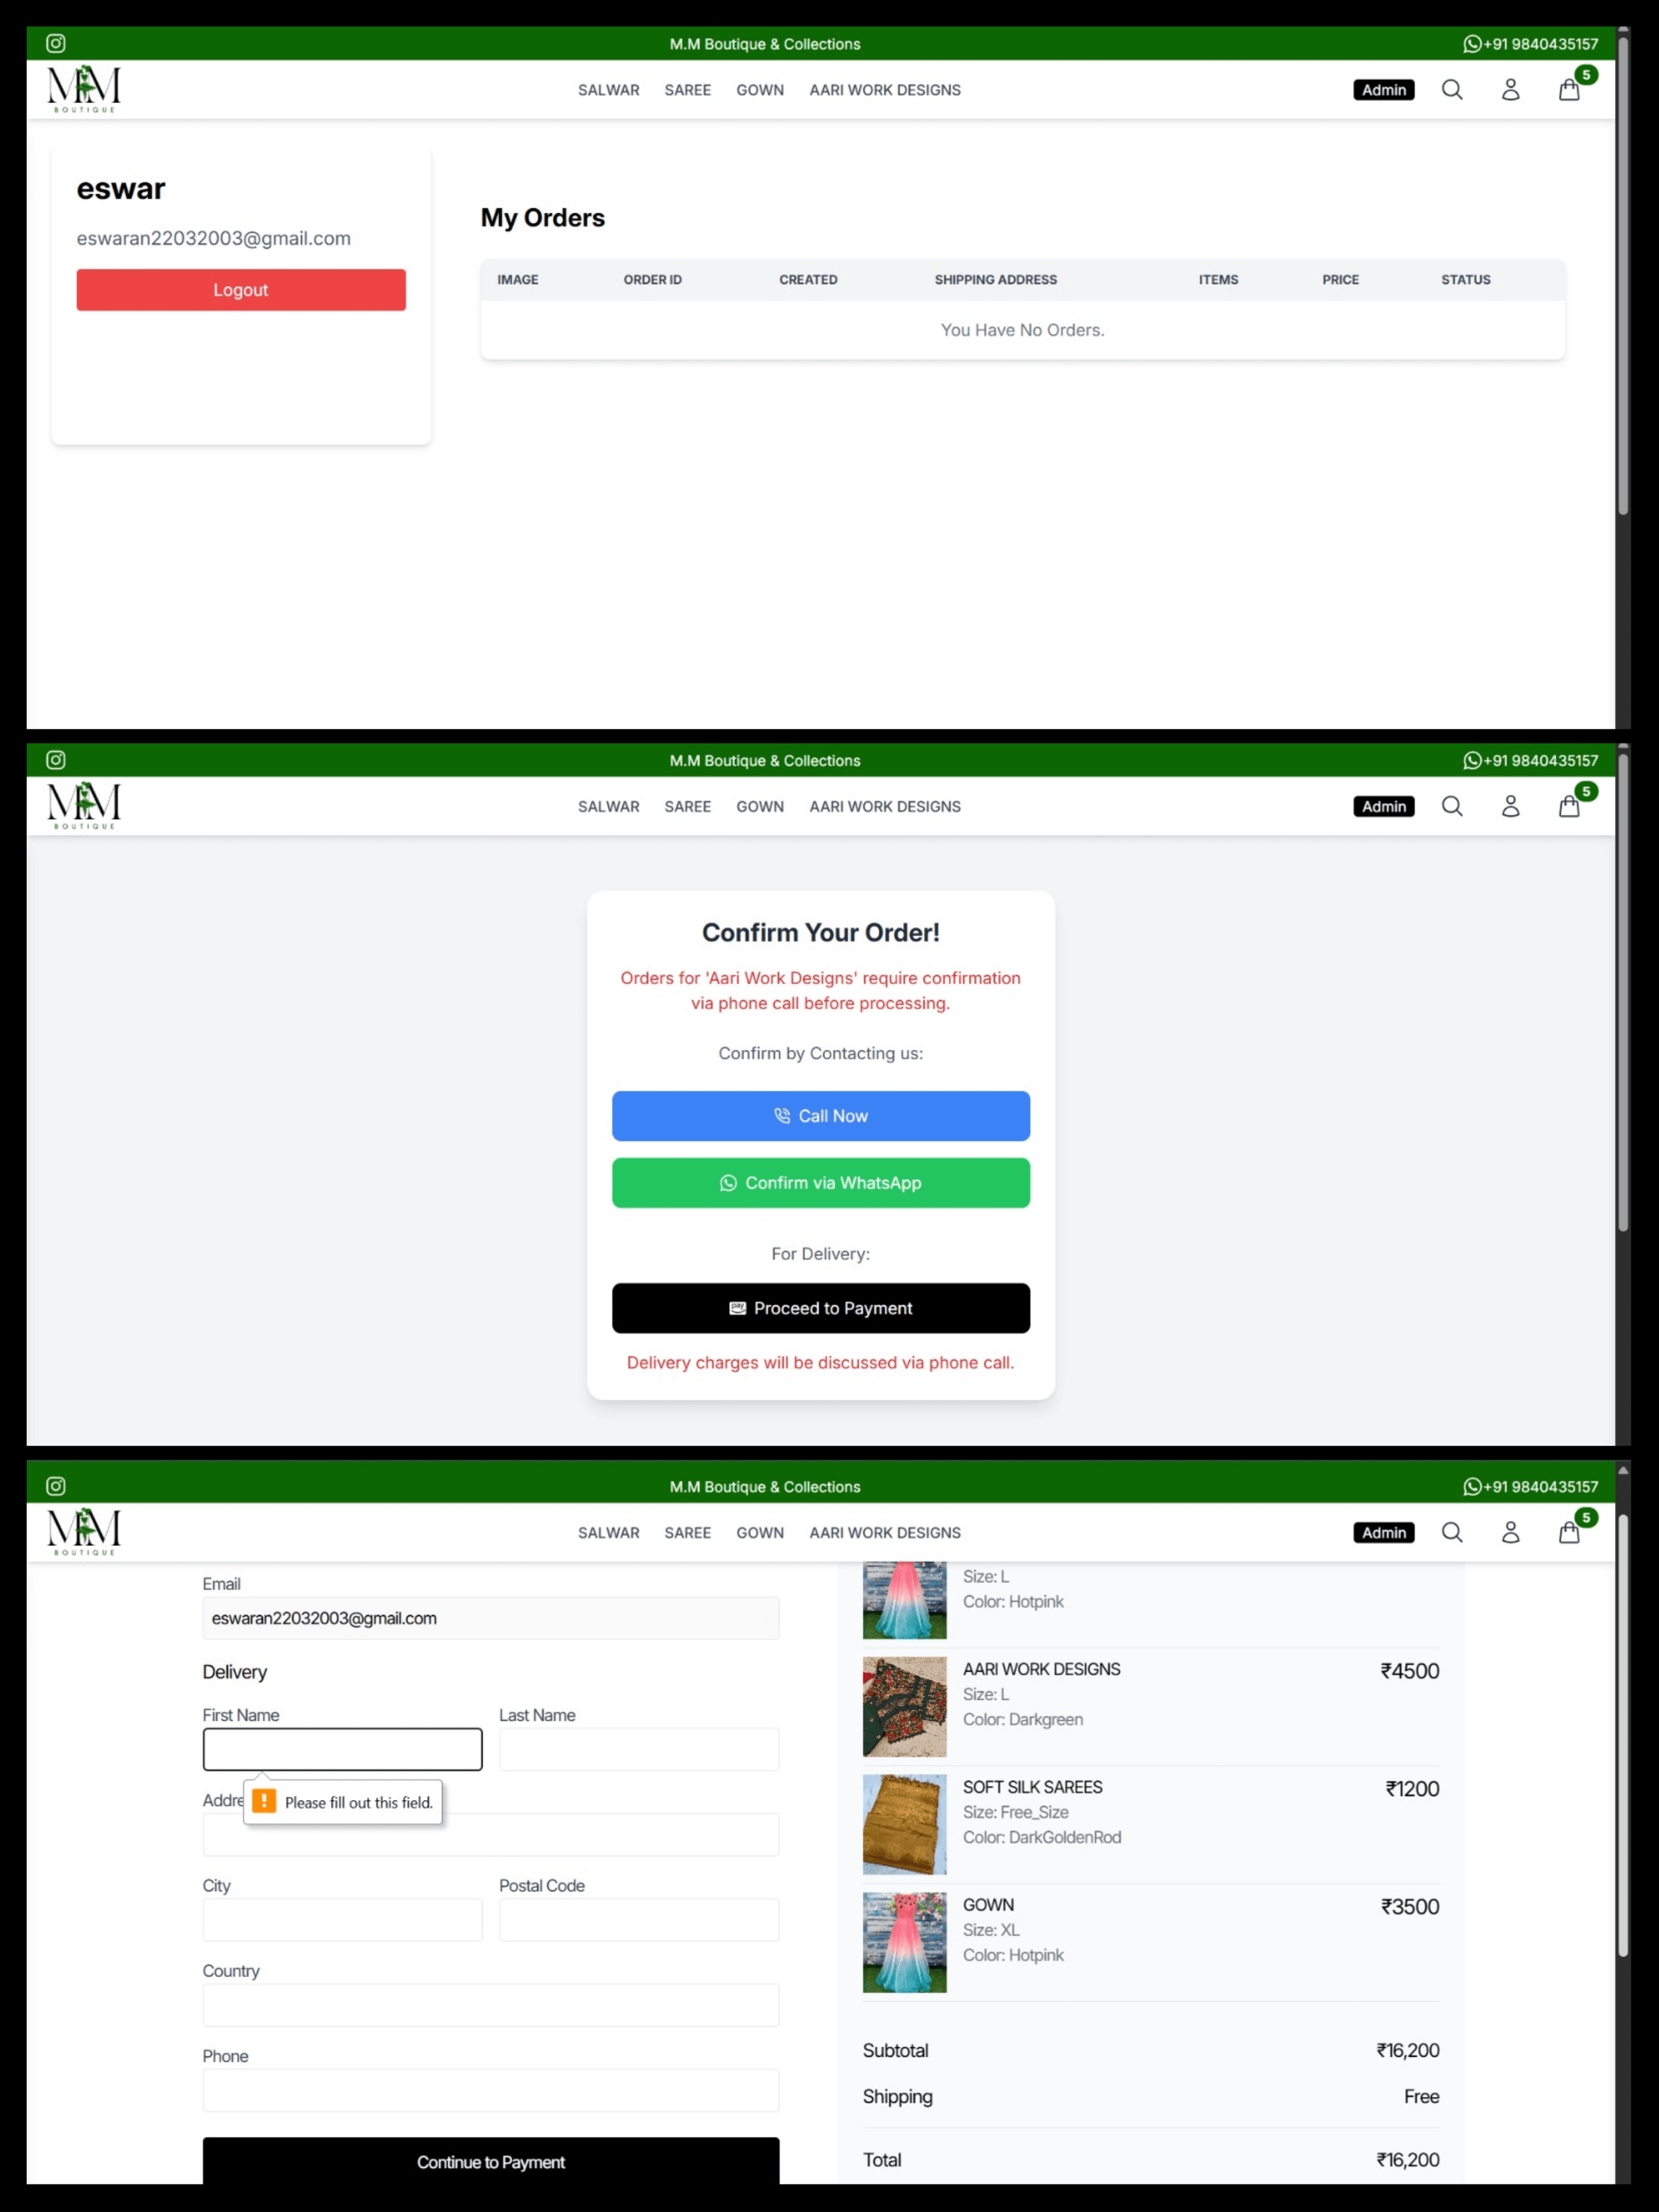 M.M Boutique & Collections
+91 9840435157
MM
BOUTIQUE
SALWAR SAREE GOWN AARI WORK DESIGNS
Admin
5
eswar
eswaran22032003@gmail.com
Logout
My Orders
IMAGE ORDER ID CREATED SHIPPING ADDRESS ITEMS PRICE STATUS
You Have No Orders.
M.M Boutique & Collections
+91 9840435157
MM
BOUTIQUE
SALWAR SAREE GOWN AARI WORK DESIGNS
Admin
5
Confirm Your Order!
Orders for 'Aari Work Designs' require confirmation
via phone call before processing.
Confirm by Contacting us:
Call Now
Confirm via WhatsApp
For Delivery:
pay
Proceed to Payment
Delivery charges will be discussed via phone call.
M.M Boutique & Collections
+91 9840435157
MM
BOUTIQUE
SALWAR SAREE GOWN AARI WORK DESIGNS
Admin
5
Email
eswaran22032003@gmail.com
Delivery
First Name Last Name
Please fill out this field.
Addre
City Postal Code
Country
Phone
Continue to Payment
Size: L
Color: Hotpink
AARI WORK DESIGNS ₹4500
Size: L
Color: Darkgreen
SOFT SILK SAREES ₹1200
Size: Free_Size
Color: DarkGoldenRod
GOWN ₹3500
Size: XL
Color: Hotpink
Subtotal ₹16,200
Shipping Free
Total ₹16,200